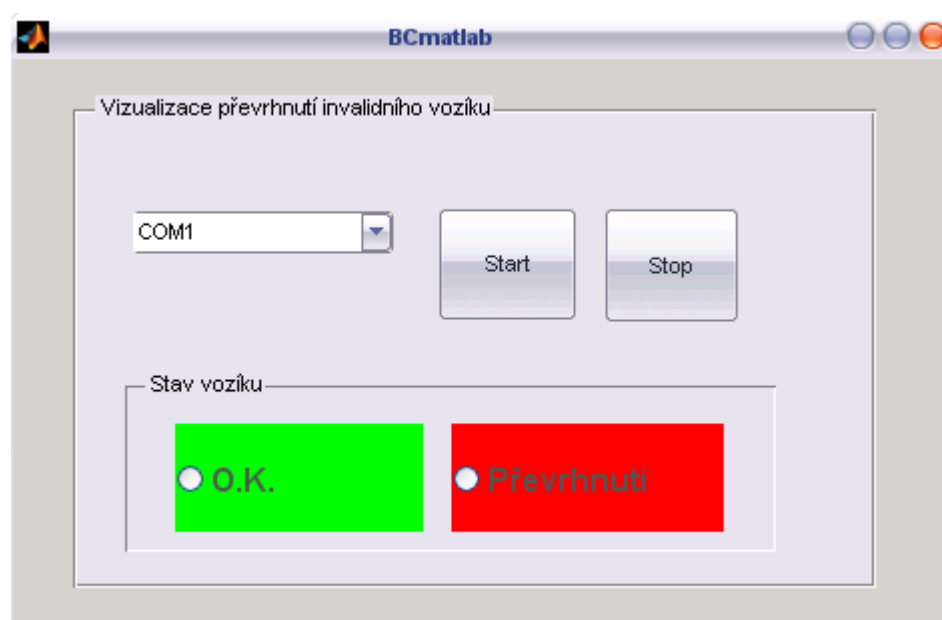 BCmatlab
Vizualizace převrhnutí invalidního vozíku
COM1
Start
Stop
Stav vozíku
O.K.
Převrhnutí